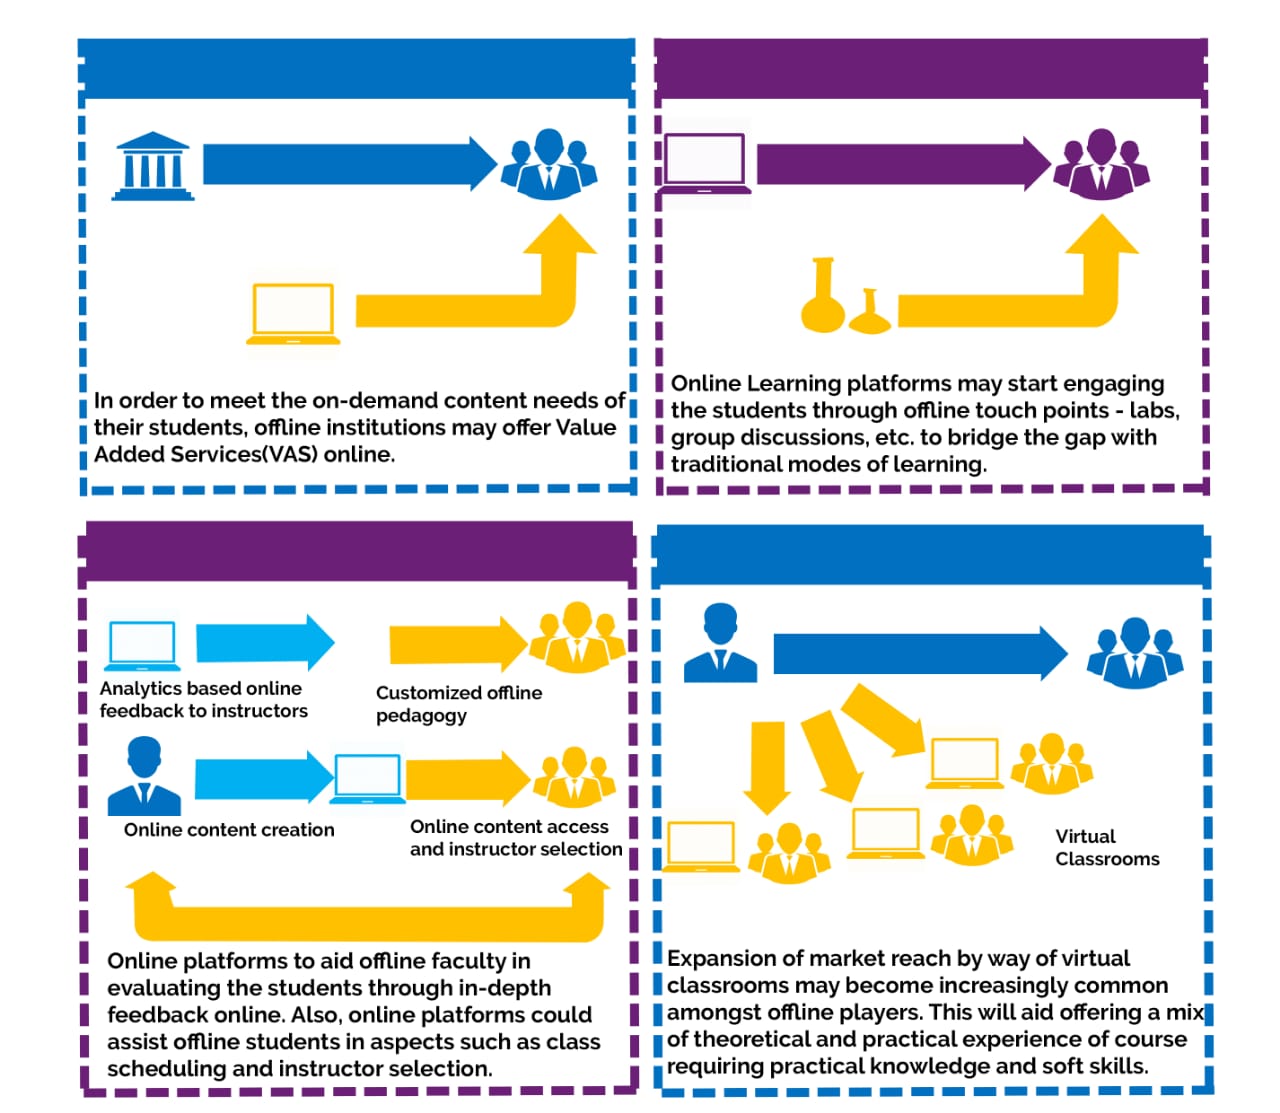 In order to meet the on-demand content needs of
their students, offline institutions may offer Value
Added Services(VAS) online.
Online Learning platforms may start engaging
the students through offline touch points - labs,
group discussions, etc. to bridge the gap with
traditional modes of learning.
Analytics based online
feedback to instructors
Customized offline
pedagogy
Online content creation
Online content access
and instructor selection
Online platforms to aid offline faculty in
evaluating the students through in-depth
feedback online. Also, online platforms could
assist offline students in aspects such as class
scheduling and instructor selection.
Virtual
Classrooms
Expansion of market reach by way of virtual
classrooms may become increasingly common
amongst offline players. This will aid offering a mix
of theoretical and practical experience of course
requiring practical knowledge and soft skills.